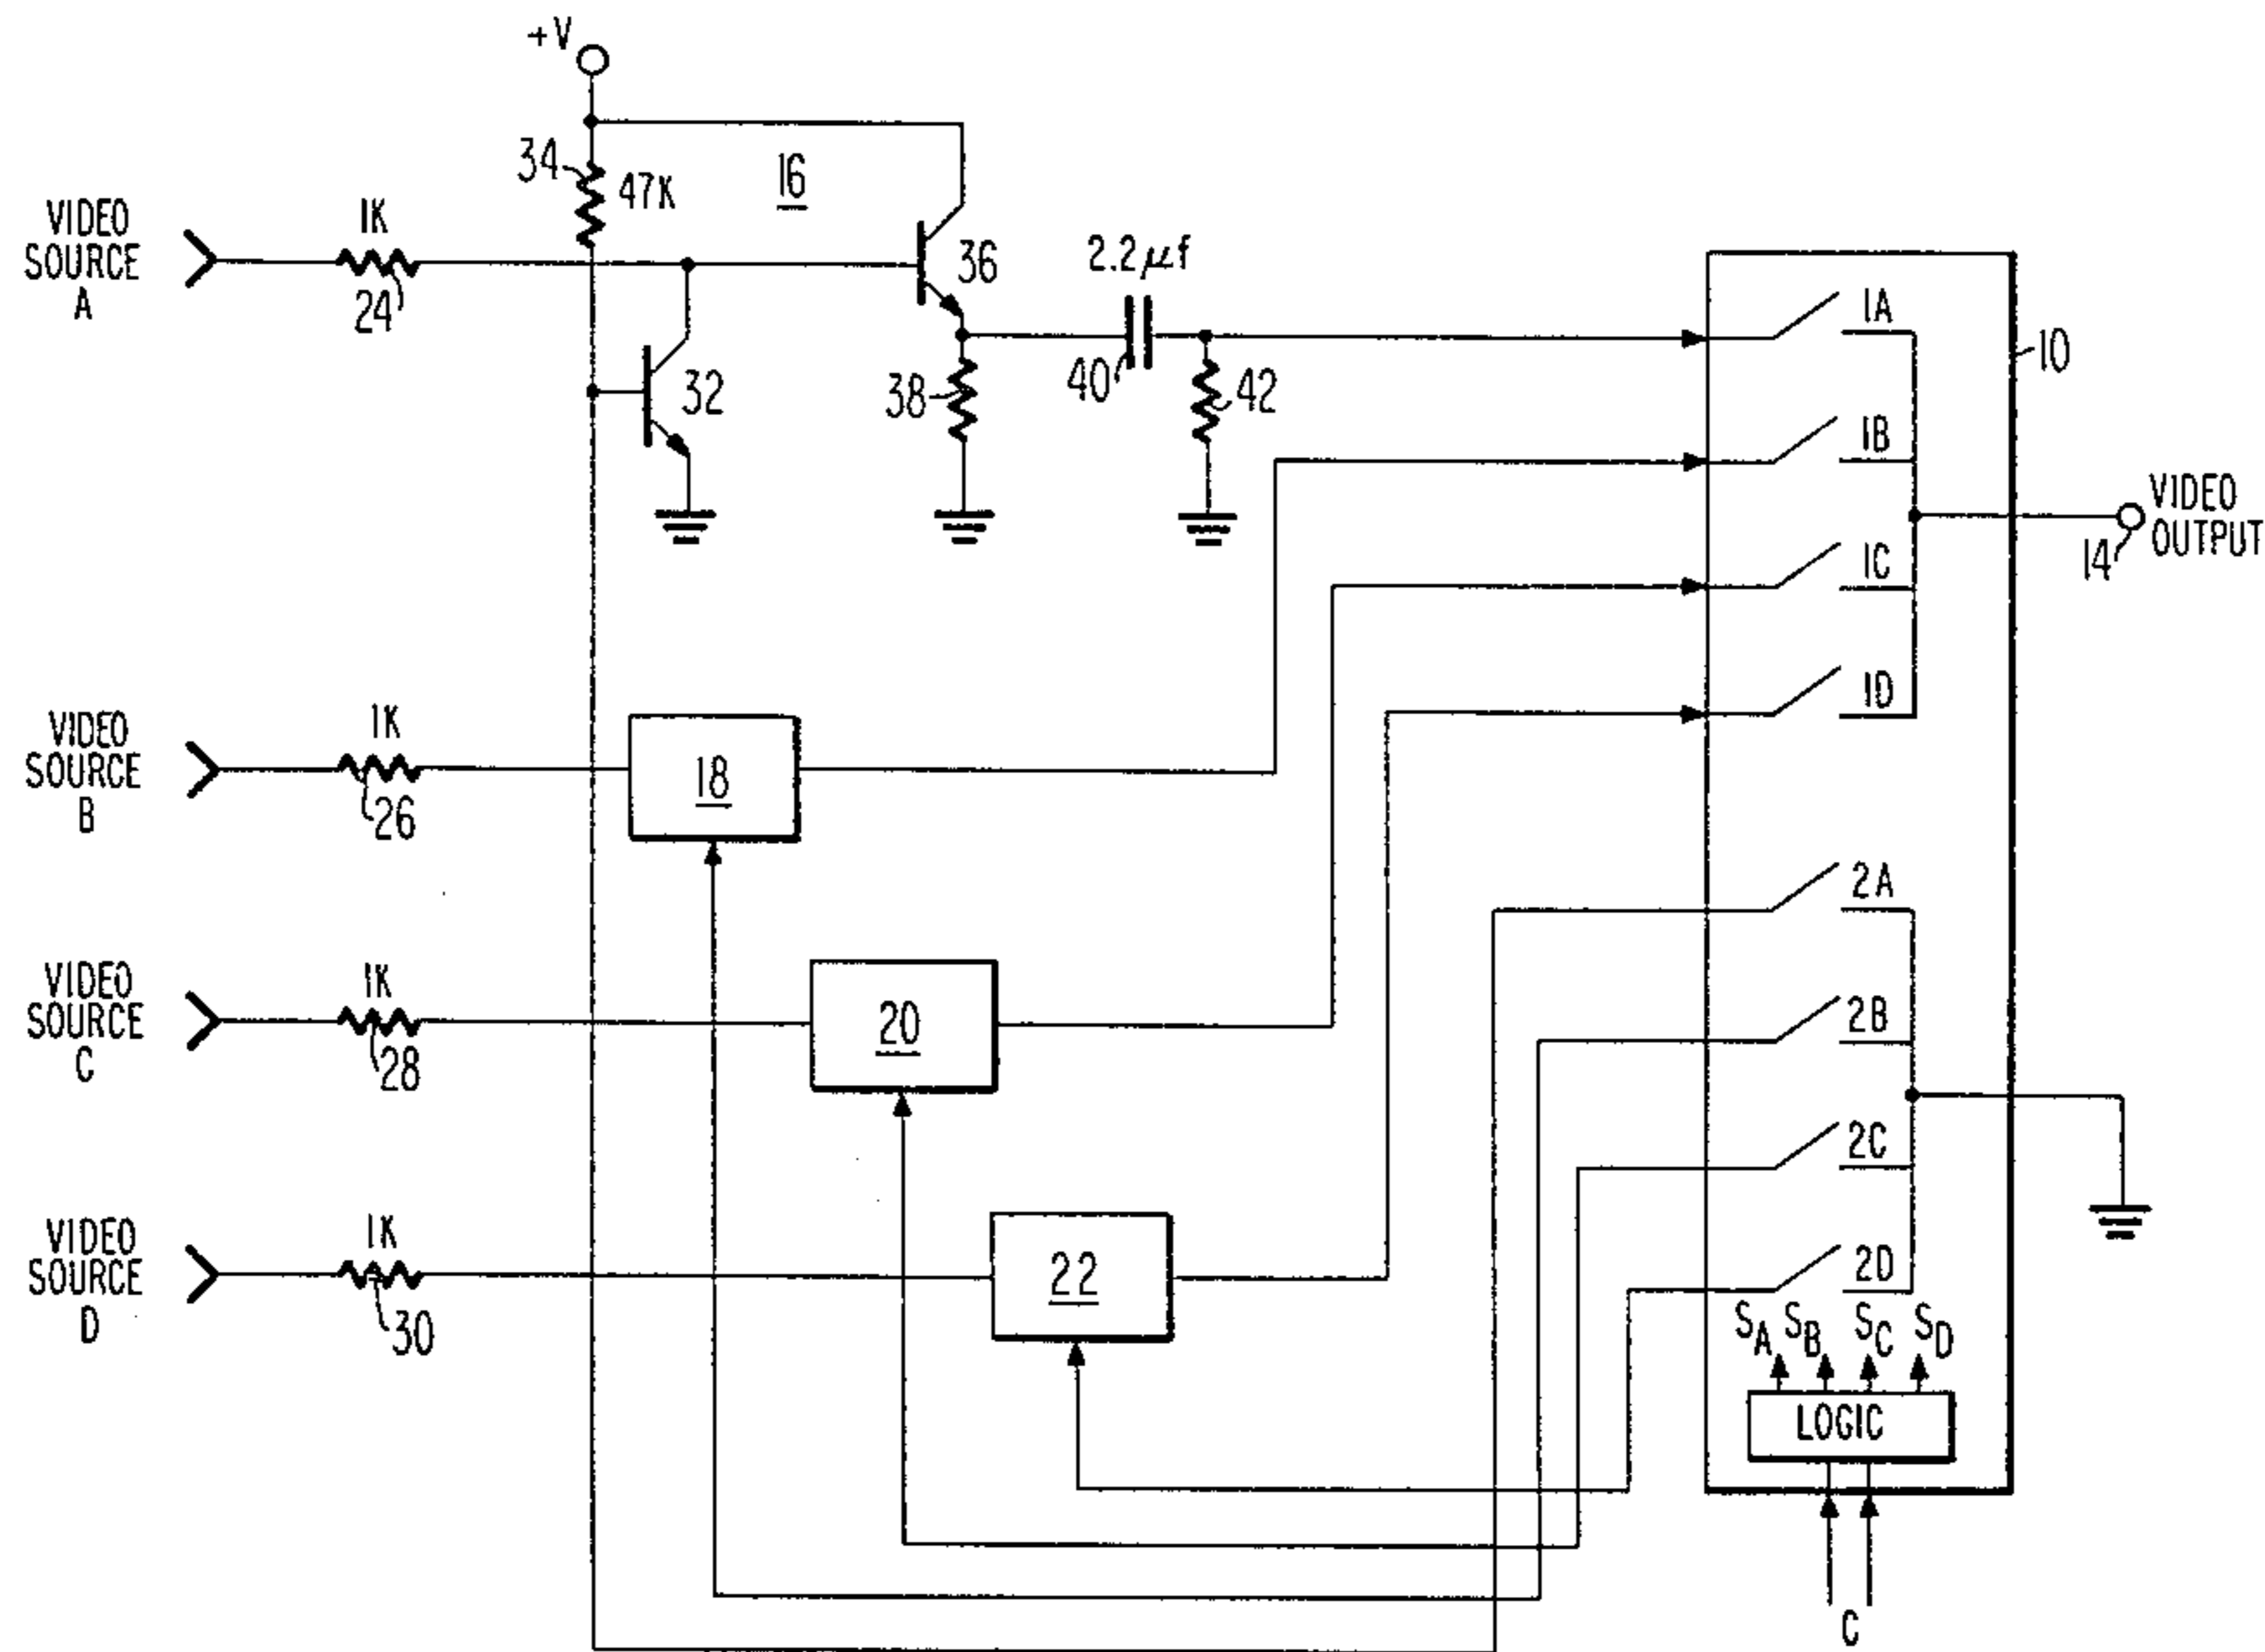 +V
34
47K
16
VIDEO
SOURCE
A
1K
24
36
2.2μf
32
38
40
42
1A
10
1B
VIDEO
OUTPUT
14
1C
1D
VIDEO
SOURCE
B
1K
26
18
2A
VIDEO
SOURCE
C
1K
28
20
2B
2C
VIDEO
SOURCE
D
1K
30
22
2D
SA SB SC SD
LOGIC
C